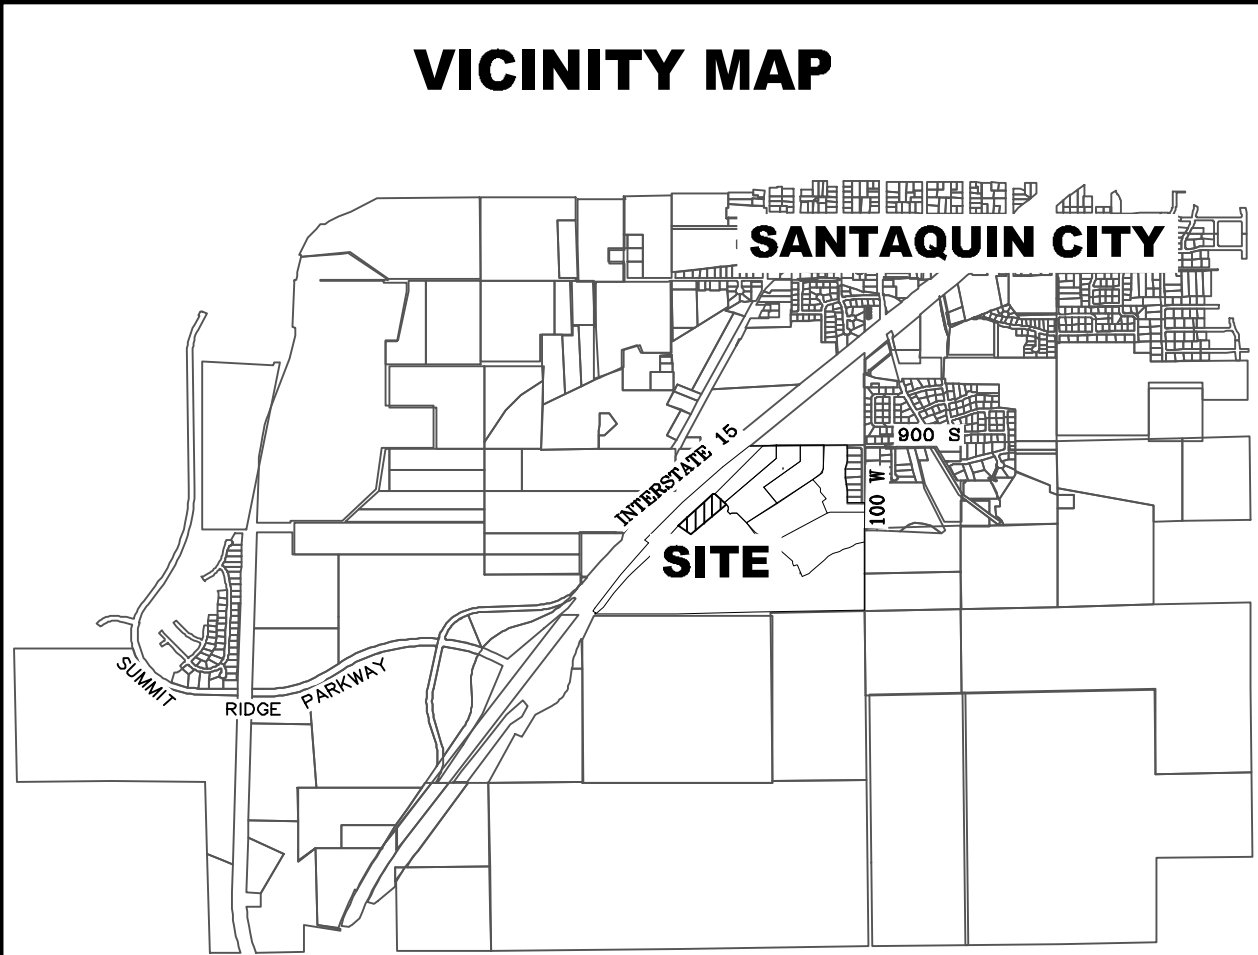 VICINITY MAP
SANTAQUIN CITY
900 S
INTERSTATE 15
100 W
SITE
SUMMIT
RIDGE
PARKWAY